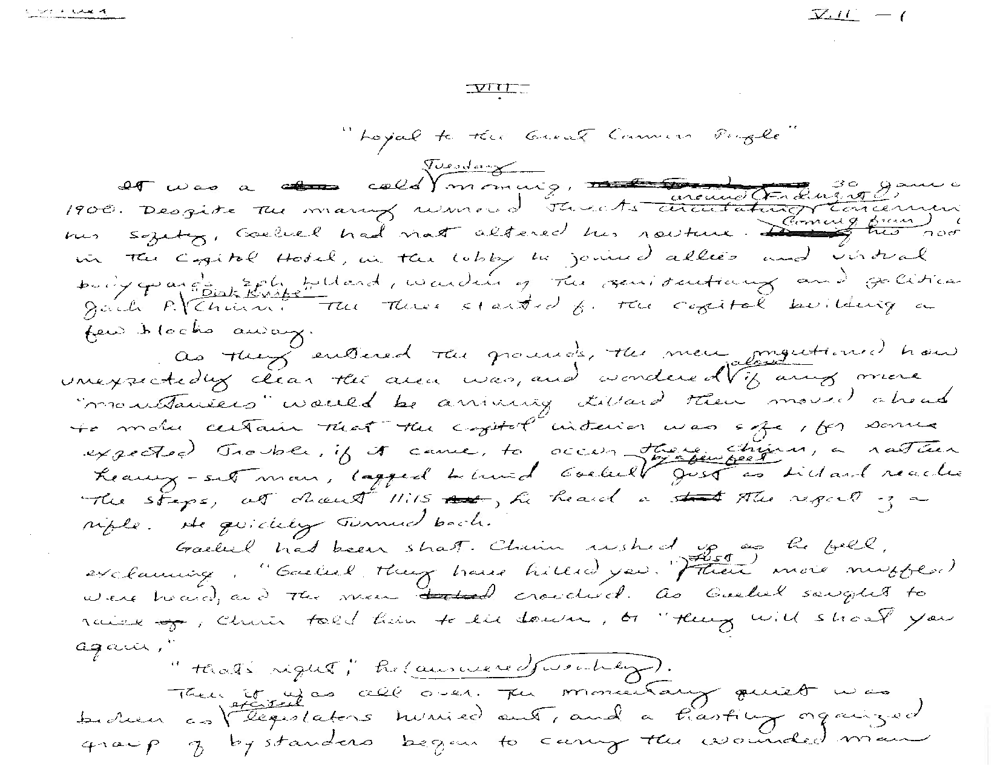 VIII - 1
VIII
"Loyal to the Great Common People"
Tuesday
It was a cold morning, 30 Janua
around Frankfort
1900. Despite the many rumored threats circulating concernin
coming from
his safety, Goebel had not altered his routine. his roo
in the Capitol Hotel, in the lobby he joined allies and virtual
bodyguards, Eph Lillard, warden of the penitentiary and politica
"Dirk Knife"
Jack P. Chinn. The three started f. the capitol building a
few blocks away.
As they entered the grounds, the men mentioned how
aloud
unexpectedly clear the area was, and wondered if any more
"mountaineers" would be arriving Lillard then moved ahead
to make certain that the capitol interior was safe, for some
expected trouble, if it came, to occur there. Chinn, a rather
by a few feet
heavy-set man, lagged behind Goebel Just as Lillard reache
the steps, at about 11:15, he heard a shot the report of a
rifle. He quickly turned back.
Goebel had been shot. Chinn rushed up as he fell,
exclaiming, "Goebel, they have killed you." Then more muffled
were heard, and the men crouched. As Goebel sought to
raise up, Chinn told him to lie down, or "they will shoot you
again,"
"That's right," he answered weakly.
Then it was all over. The momentary quiet was
excited
broken as legislators hurried out, and a hastily organized
group of bystanders began to carry the wounded man